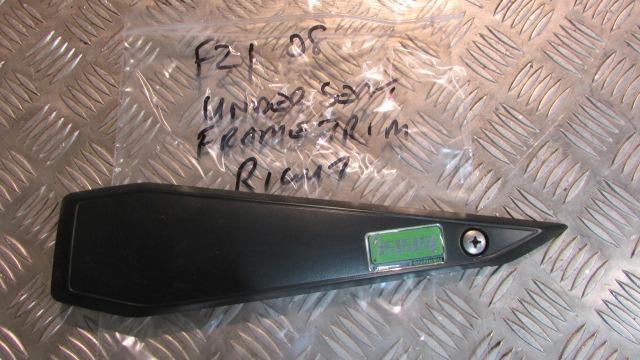 FZ1 08
UNDER SEAT
FRAME TRIM
RIGHT